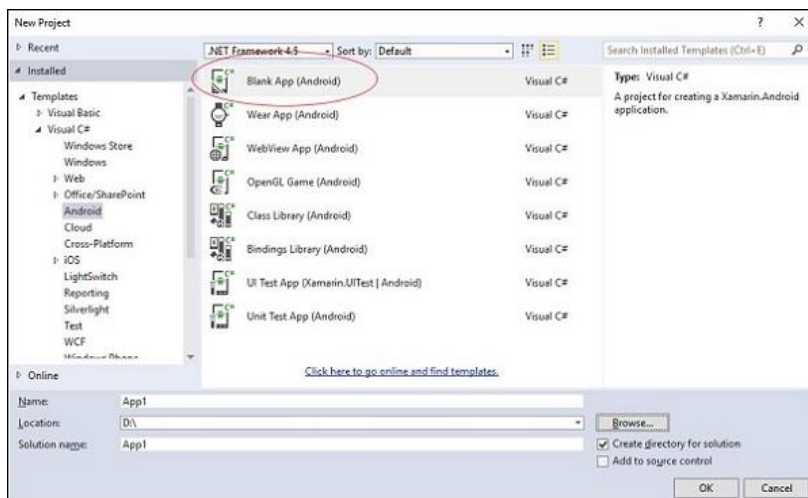 New Project
? X
Recent
.NET Framework 4.5 Sort by: Default
Search Installed Templates (Ctrl+E)
Installed
Templates
Visual Basic
Visual C#
Windows Store
Windows
Web
Office/SharePoint
Android
Cloud
Cross-Platform
iOS
LightSwitch
Reporting
Silverlight
Test
WCF
Windows Phone
Online
Blank App (Android) Visual C#
Wear App (Android) Visual C#
WebView App (Android) Visual C#
OpenGL Game (Android) Visual C#
Class Library (Android) Visual C#
Bindings Library (Android) Visual C#
UI Test App (Xamarin.UITest | Android) Visual C#
Unit Test App (Android) Visual C#
Click here to go online and find templates.
Type: Visual C#
A project for creating a Xamarin.Android
application.
Name: App1
Location: D:\
Browse...
Solution name: App1
Create directory for solution
Add to source control
OK Cancel